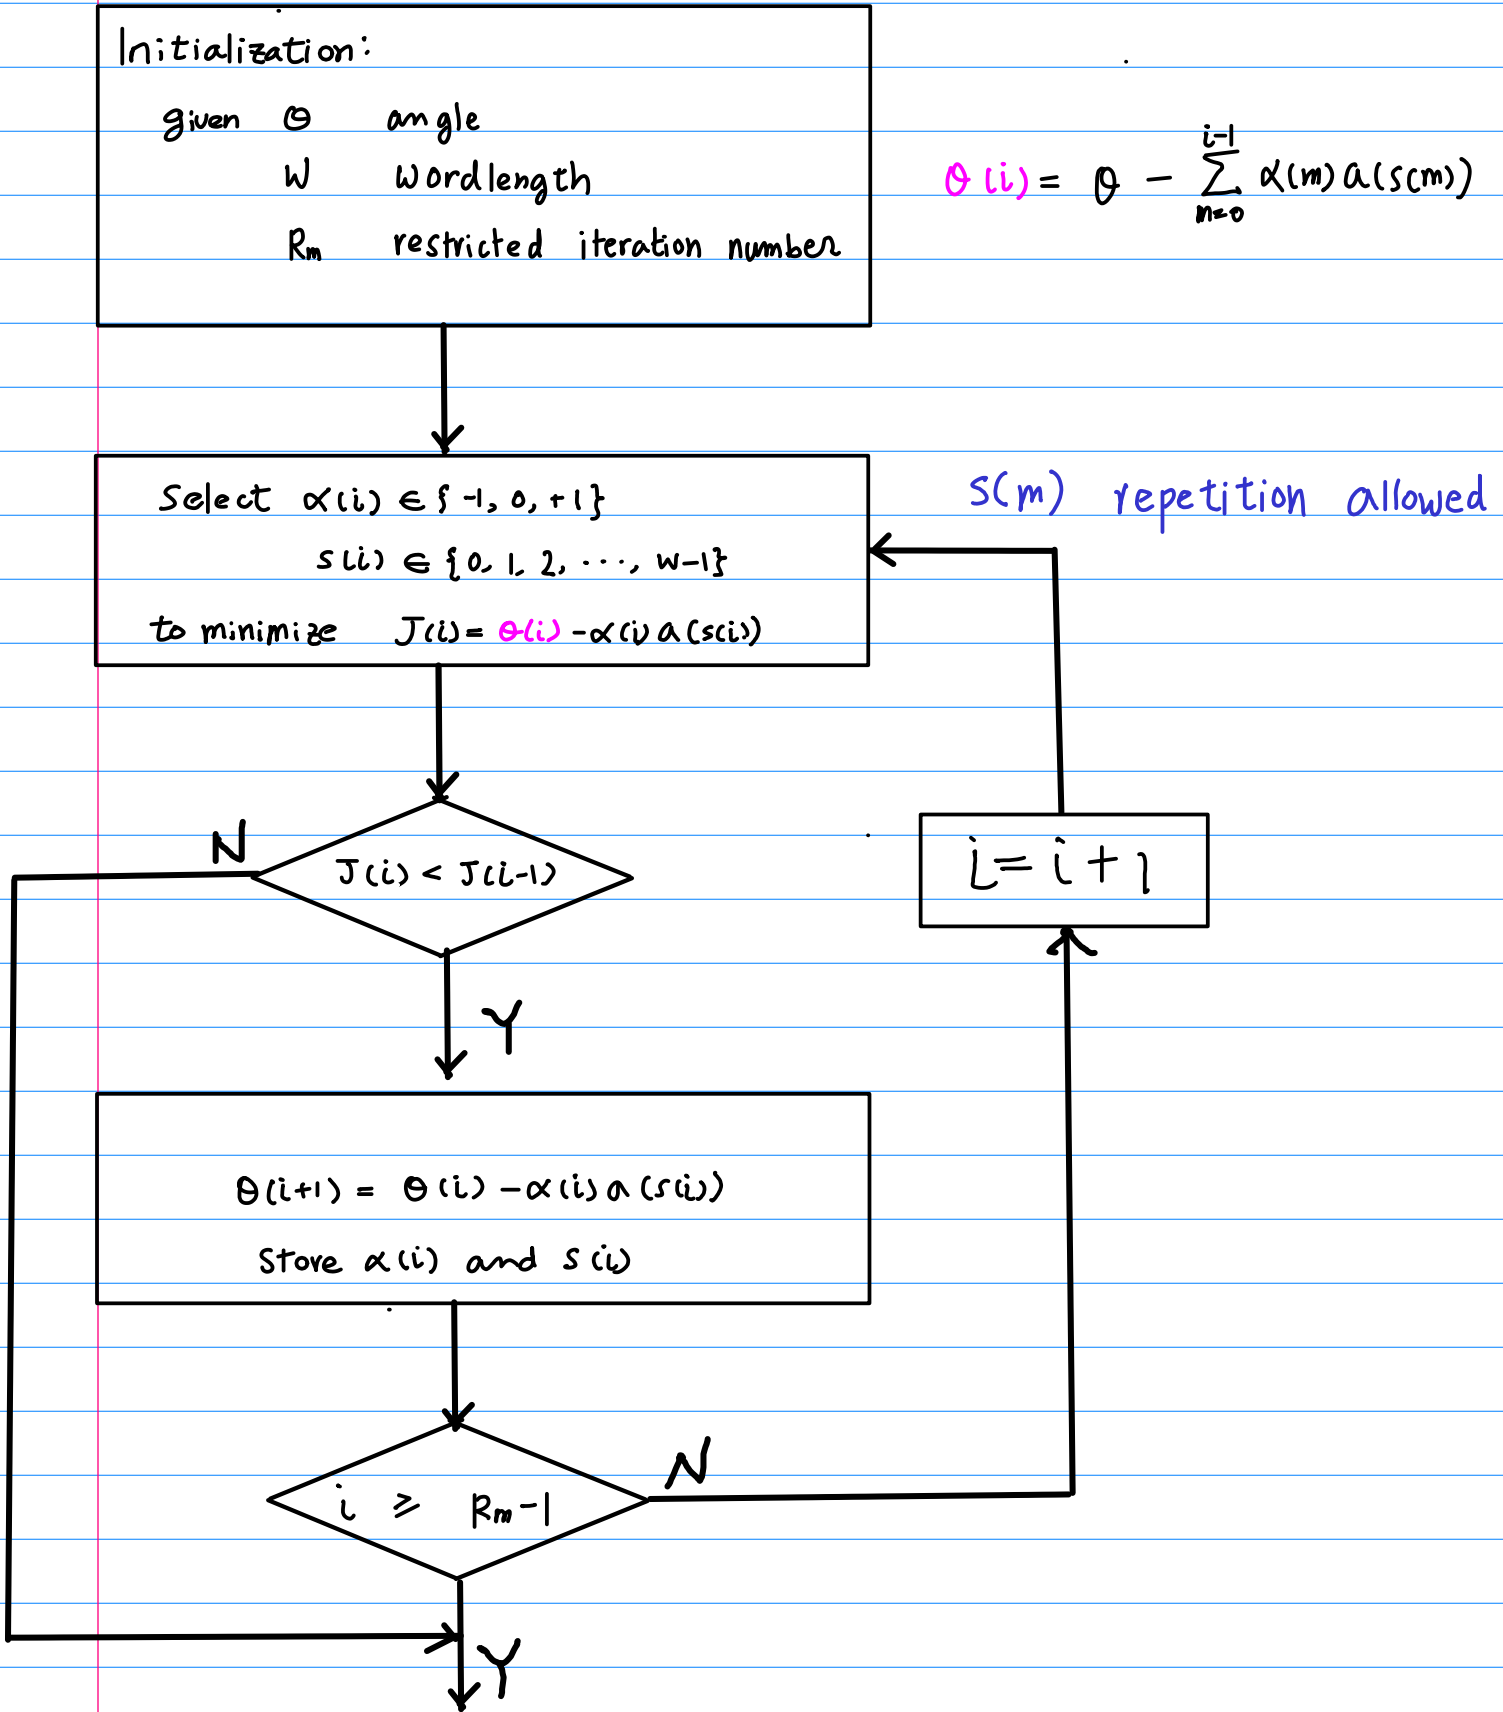 Initialization:
given θ angle
W wordlength
Rm restricted iteration number
θ(i) = θ - Σ α(m) a(s(m))
i-1
m=0
Select α(i) ∈ { -1, 0, +1}
s(i) ∈ {0, 1, 2, ..., w-1}
to minimize J(i) = θ(i) - α(i) a(s(i))
S(m) repetition allowed
J(i) < J(i-1)
N
Y
i = i + 1
θ(i+1) = θ(i) - α(i) a(s(i))
Store α(i) and s(i)
i ≥ Rm-1
N
Y